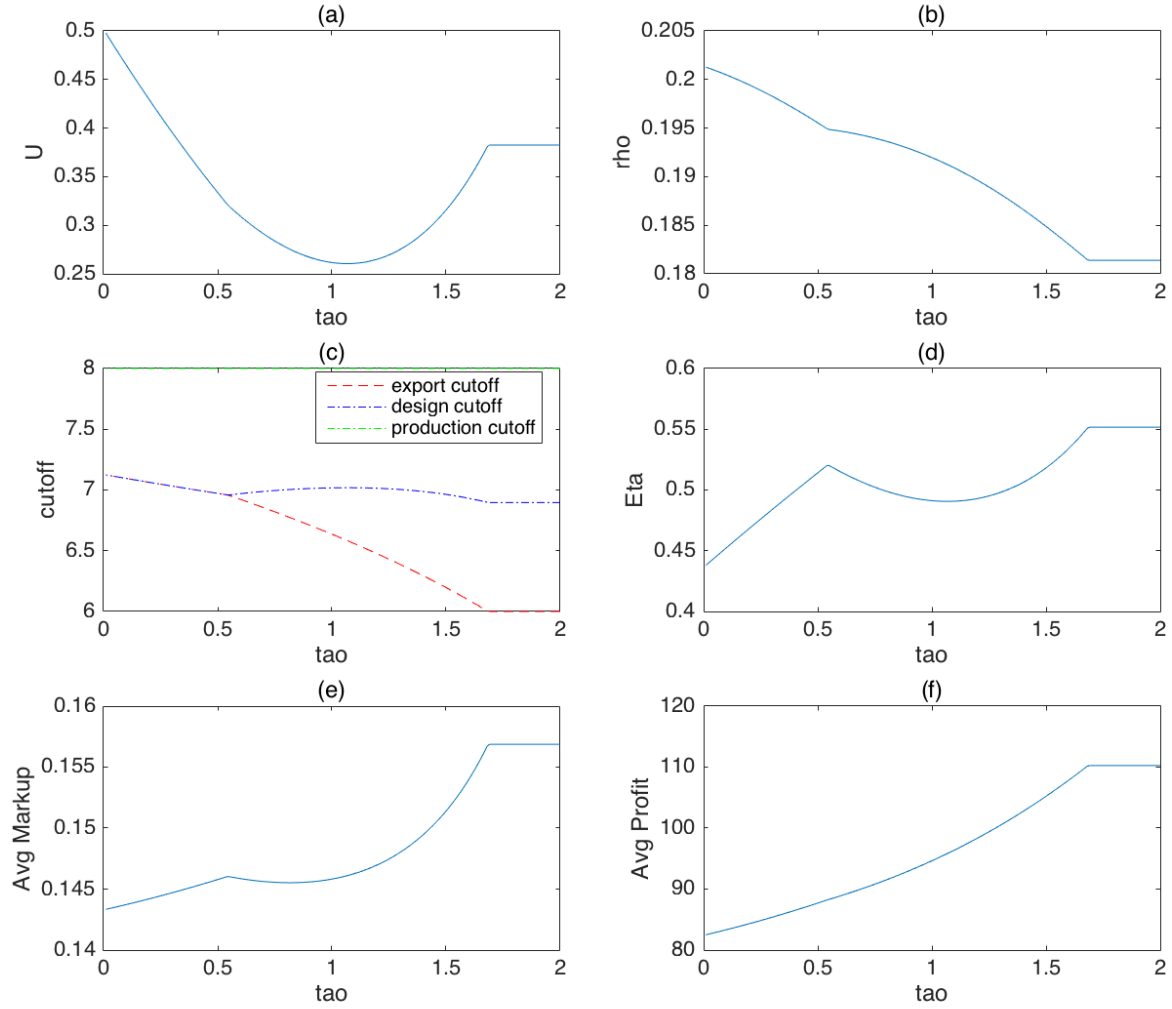 (a)
0.5
0.45
0.4
0.35
0.3
0.25
U
0 0.5 1 1.5 2
tao
(b)
0.205
0.2
0.195
0.19
0.185
0.18
rho
0 0.5 1 1.5 2
tao
(c)
8
7.5
7
6.5
6
cutoff
export cutoff
design cutoff
production cutoff
0 0.5 1 1.5 2
tao
(d)
0.6
0.55
0.5
0.45
0.4
Eta
0 0.5 1 1.5 2
tao
(e)
0.16
0.155
0.15
0.145
0.14
Avg Markup
0 0.5 1 1.5 2
tao
(f)
120
110
100
90
80
Avg Profit
0 0.5 1 1.5 2
tao